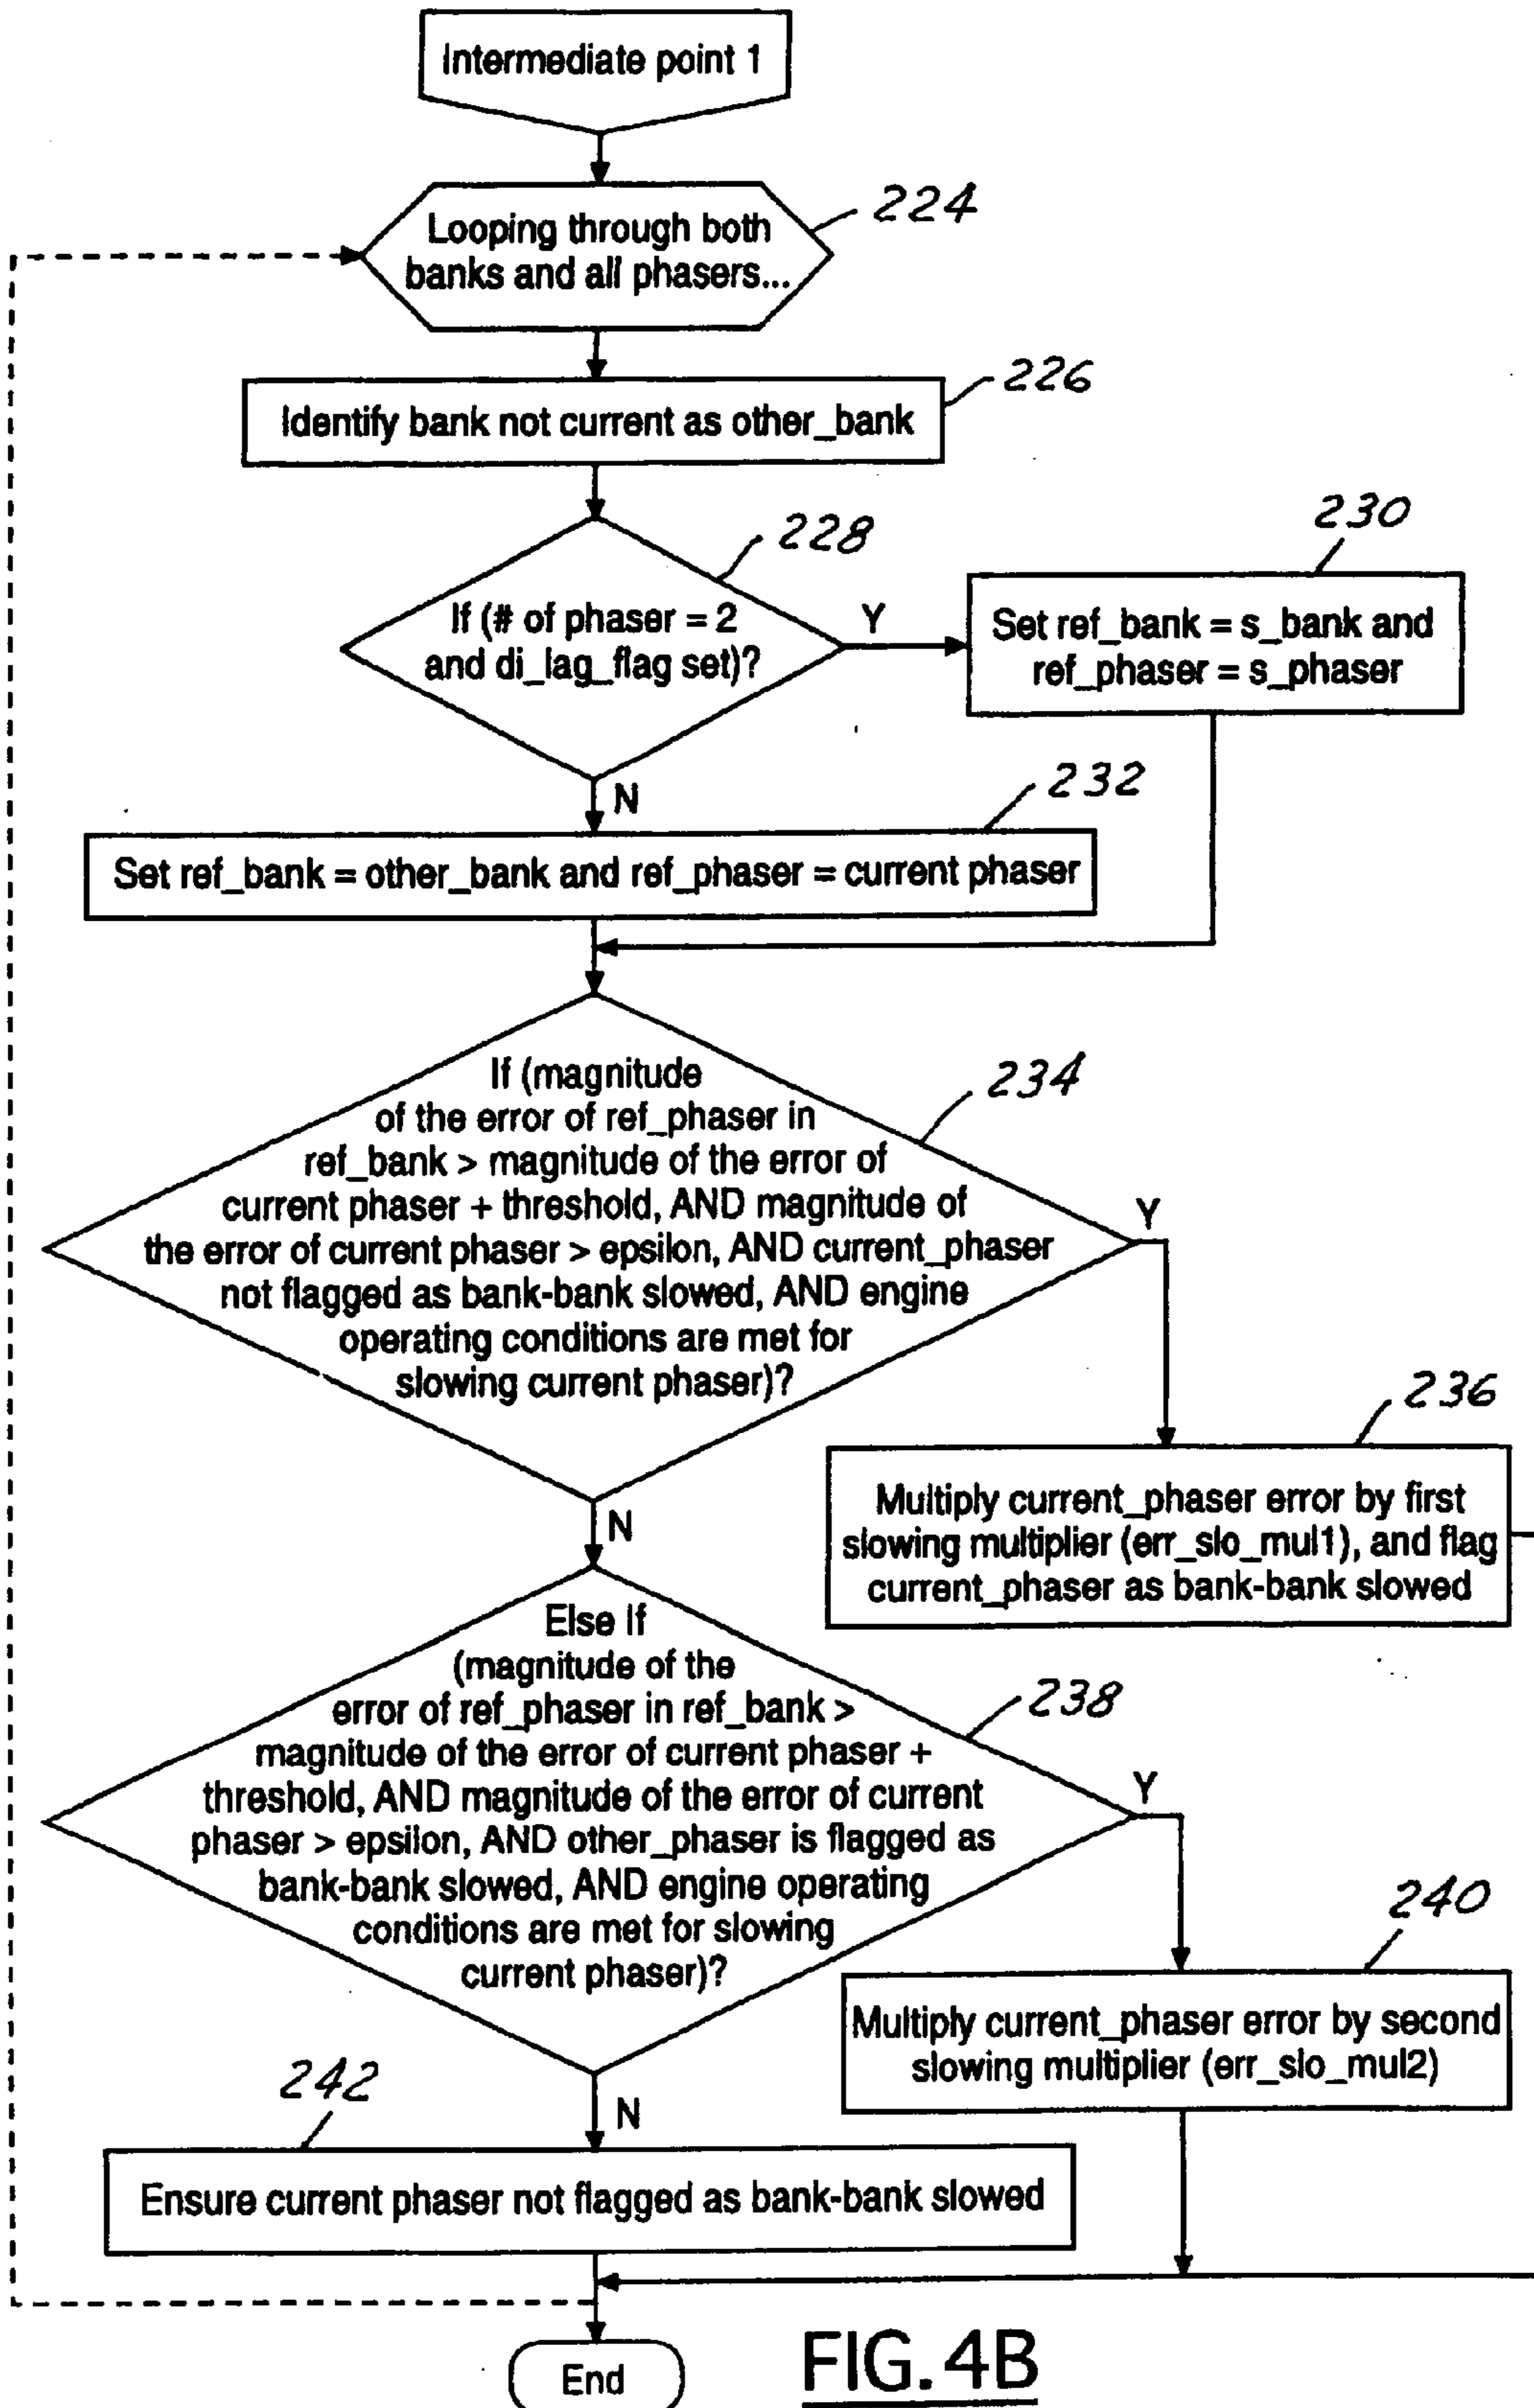 Intermediate point 1
224
Looping through both
banks and all phasers...
226
Identify bank not current as other_bank
228
If (# of phaser = 2
and di_lag_flag set)?
Y
230
Set ref_bank = s_bank and
ref_phaser = s_phaser
N
232
Set ref_bank = other_bank and ref_phaser = current phaser
234
If (magnitude
of the error of ref_phaser in
ref_bank > magnitude of the error of
current phaser + threshold, AND magnitude of
the error of current phaser > epsilon, AND current_phaser
not flagged as bank-bank slowed, AND engine
operating conditions are met for
slowing current phaser)?
Y
236
Multiply current_phaser error by first
slowing multiplier (err_slo_mul1), and flag
current_phaser as bank-bank slowed
N
238
Else If
(magnitude of the
error of ref_phaser in ref_bank >
magnitude of the error of current phaser +
threshold, AND magnitude of the error of current
phaser > epsilon, AND other_phaser is flagged as
bank-bank slowed, AND engine operating
conditions are met for slowing
current phaser)?
Y
240
Multiply current_phaser error by second
slowing multiplier (err_slo_mul2)
N
242
Ensure current phaser not flagged as bank-bank slowed
End
FIG. 4B